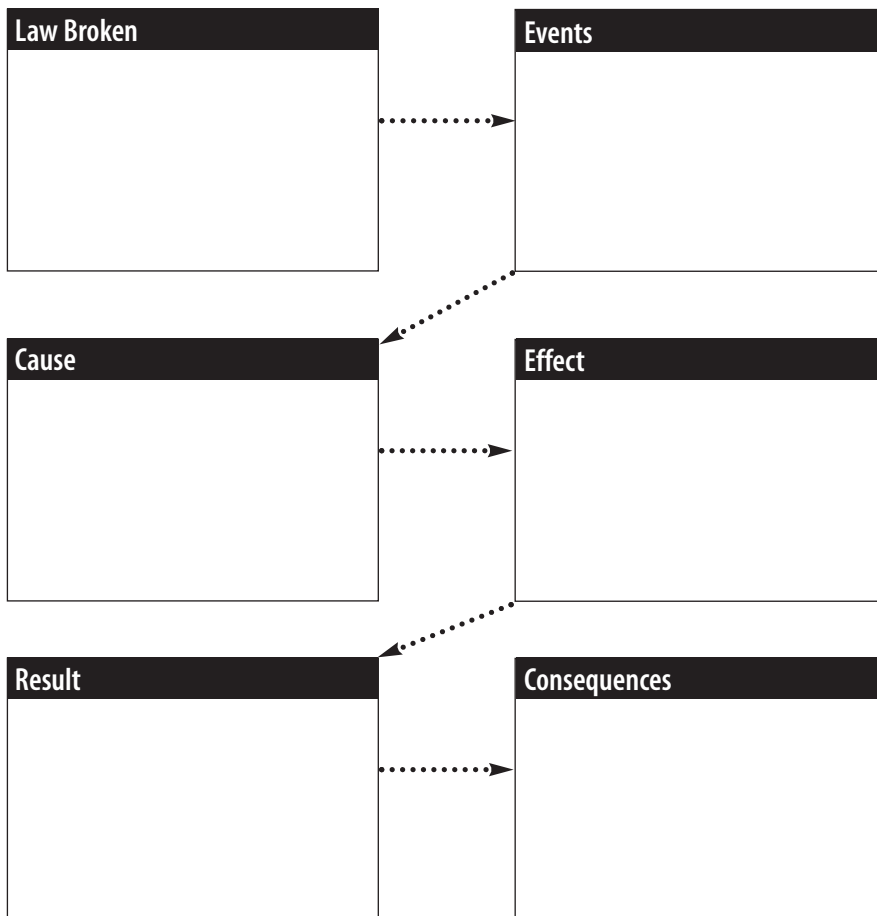 Law Broken
Events
Cause
Effect
Result
Consequences